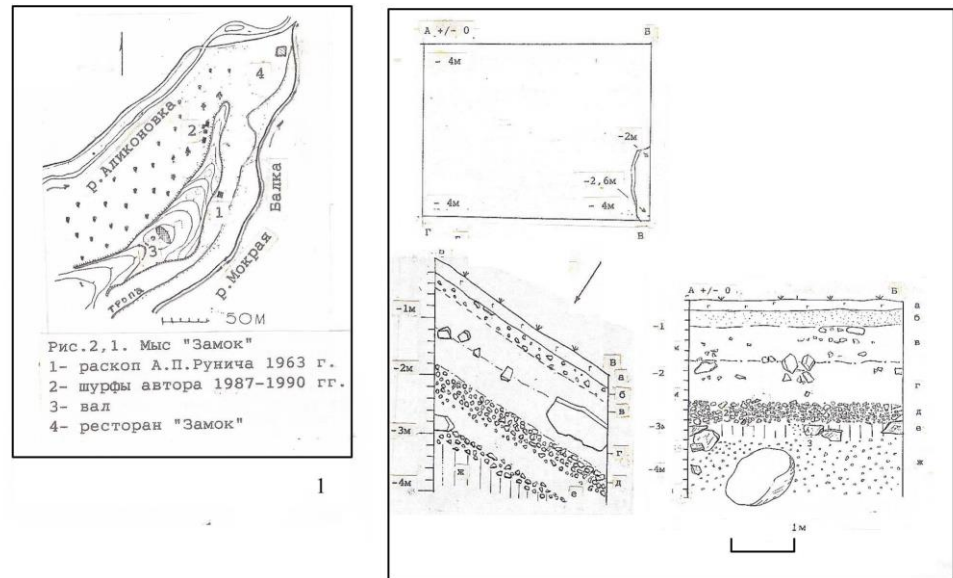 4
р.Аликоновка
2
1
3
Балка
р.Мокрая
тропа
50М
Рис.2,1. Мыс "Замок"
1- раскоп А.П.Рунича 1963 г.
2- шурфы автора 1987-1990 гг.
3- вал
4- ресторан "Замок"
1
А +/- 0
Б
- 4м
-2м
-2,6м
- 4м
- 4м
Г
В
-1м
-2м
-3м
-4м
В
а
б
в
г
д
е
ж
А +/- 0
Б
-1
-2
-3м
-4м
2
3
а
б
в
г
д
е
ж
1м